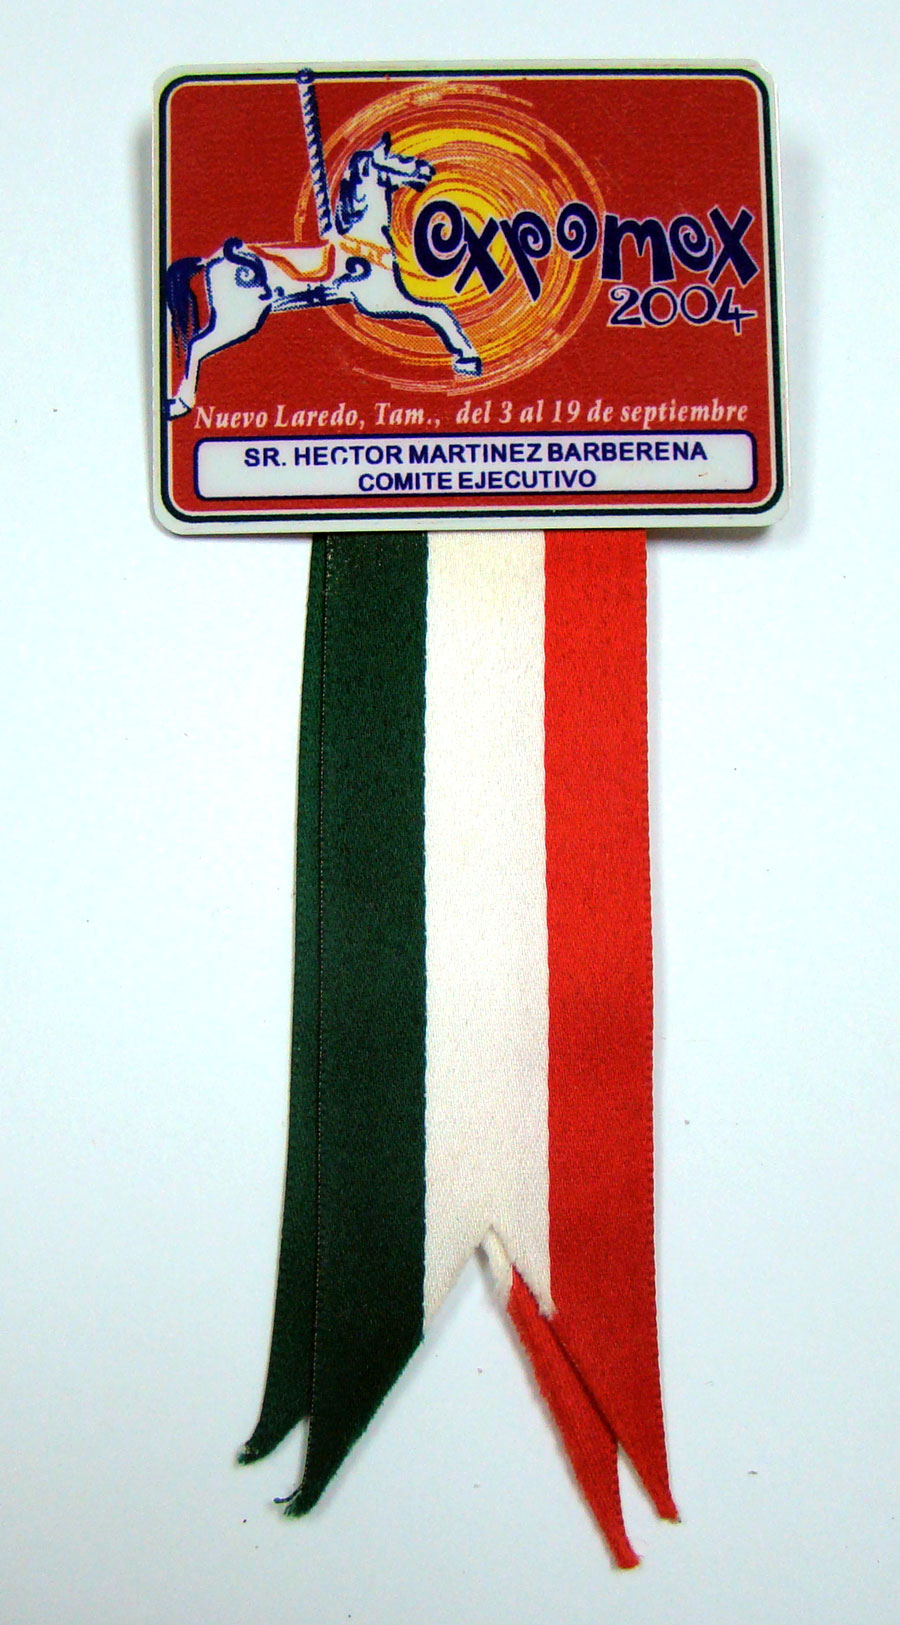 expomex
2004
Nuevo Laredo, Tam., del 3 al 19 de septiembre
SR. HECTOR MARTINEZ BARBERENA
COMITE EJECUTIVO